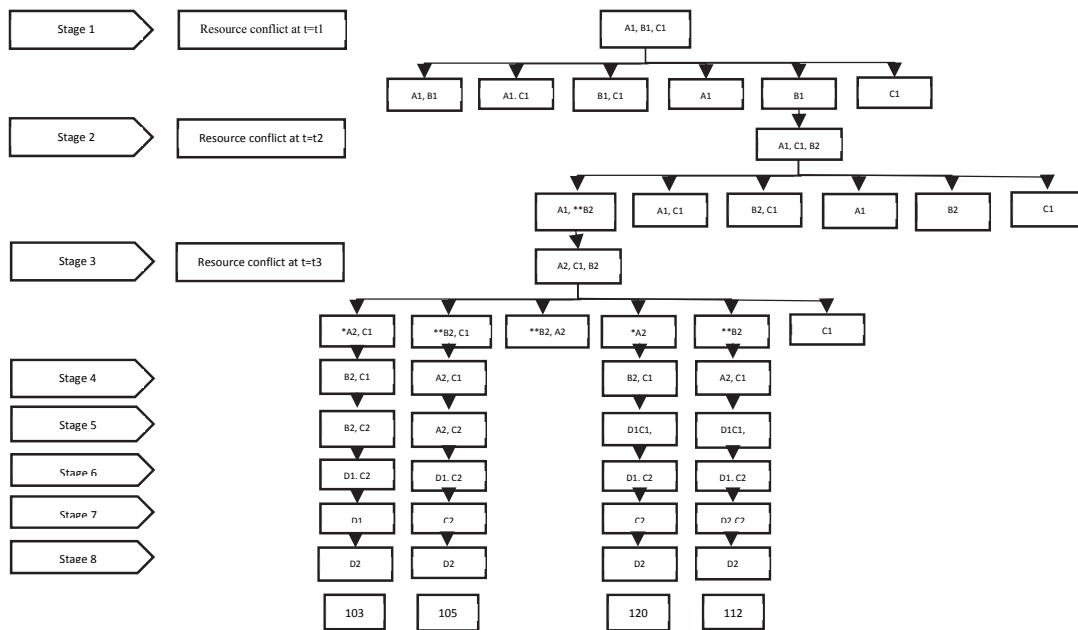 Stage 1
Resource conflict at t=t1
A1, B1, C1
A1, B1
A1. C1
B1, C1
A1
B1
C1
Stage 2
Resource conflict at t=t2
A1, C1, B2
A1, **B2
A1, C1
B2, C1
A1
B2
C1
Stage 3
Resource conflict at t=t3
A2, C1, B2
*A2, C1
**B2, C1
**B2, A2
*A2
**B2
C1
Stage 4
B2, C1
A2, C1
B2, C1
A2, C1
Stage 5
B2, C2
A2, C2
D1C1,
D1C1,
Stage 6
D1. C2
D1. C2
D1. C2
D1. C2
Stage 7
D1
C2
C2
D2 C2
Stage 8
D2
D2
D2
D2
103
105
120
112